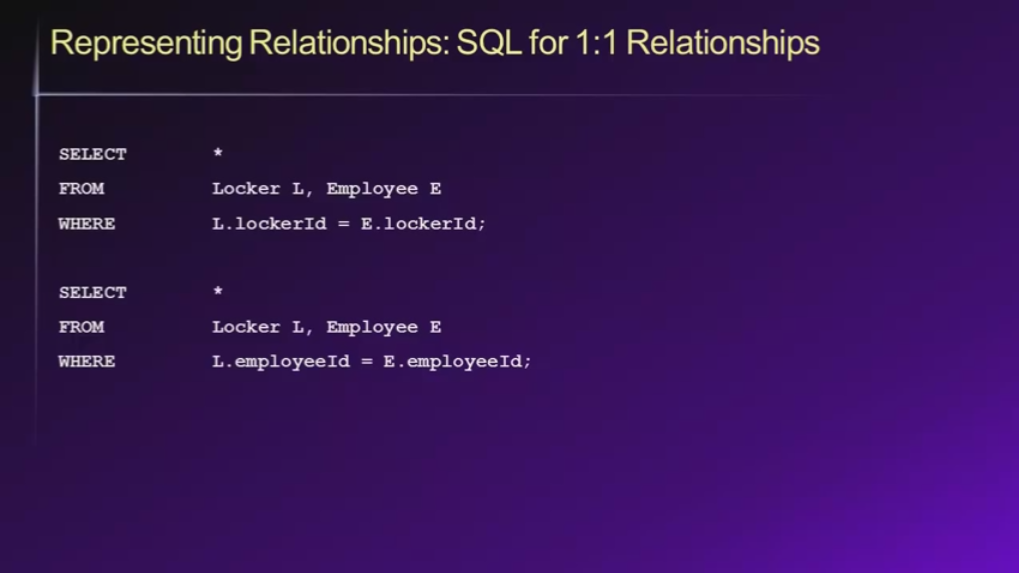 Representing Relationships: SQL for 1:1 Relationships
SELECT *
FROM Locker L, Employee E
WHERE L.lockerId = E.lockerId;
SELECT *
FROM Locker L, Employee E
WHERE L.employeeId = E.employeeId;